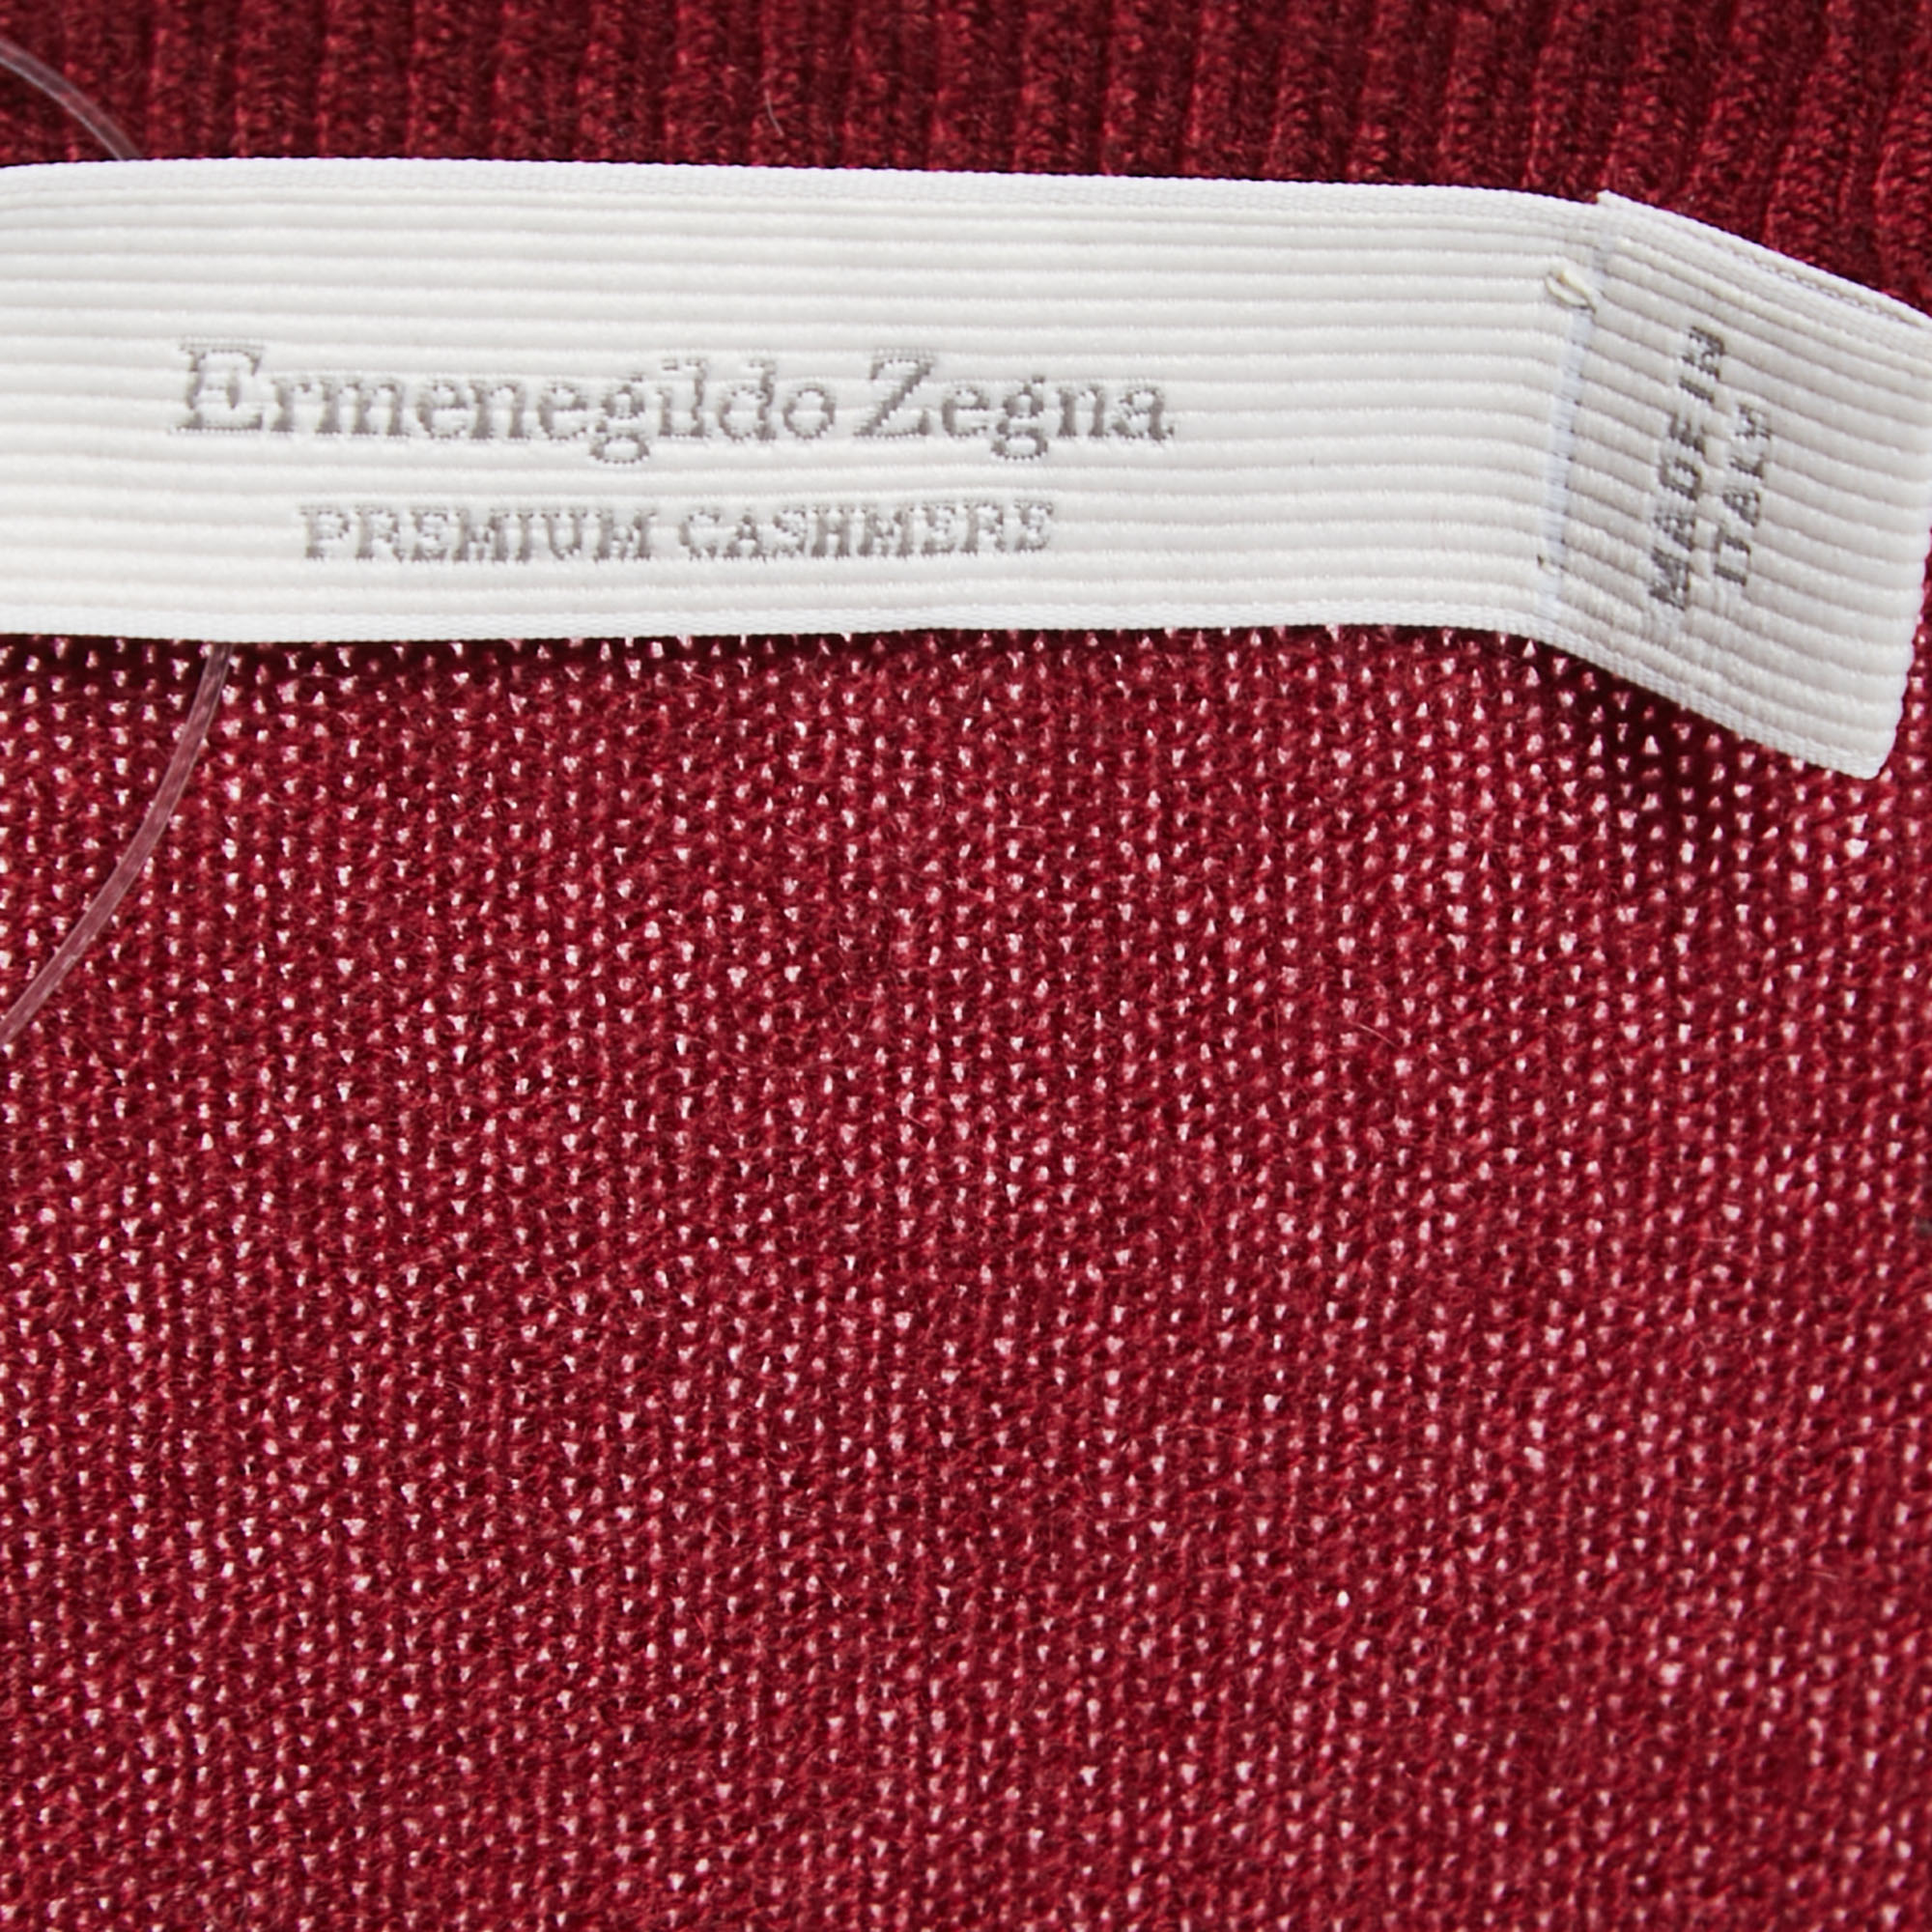 Ermenegildo Zegna
PREMIUM CASHMERE
MADE IN
ITALY